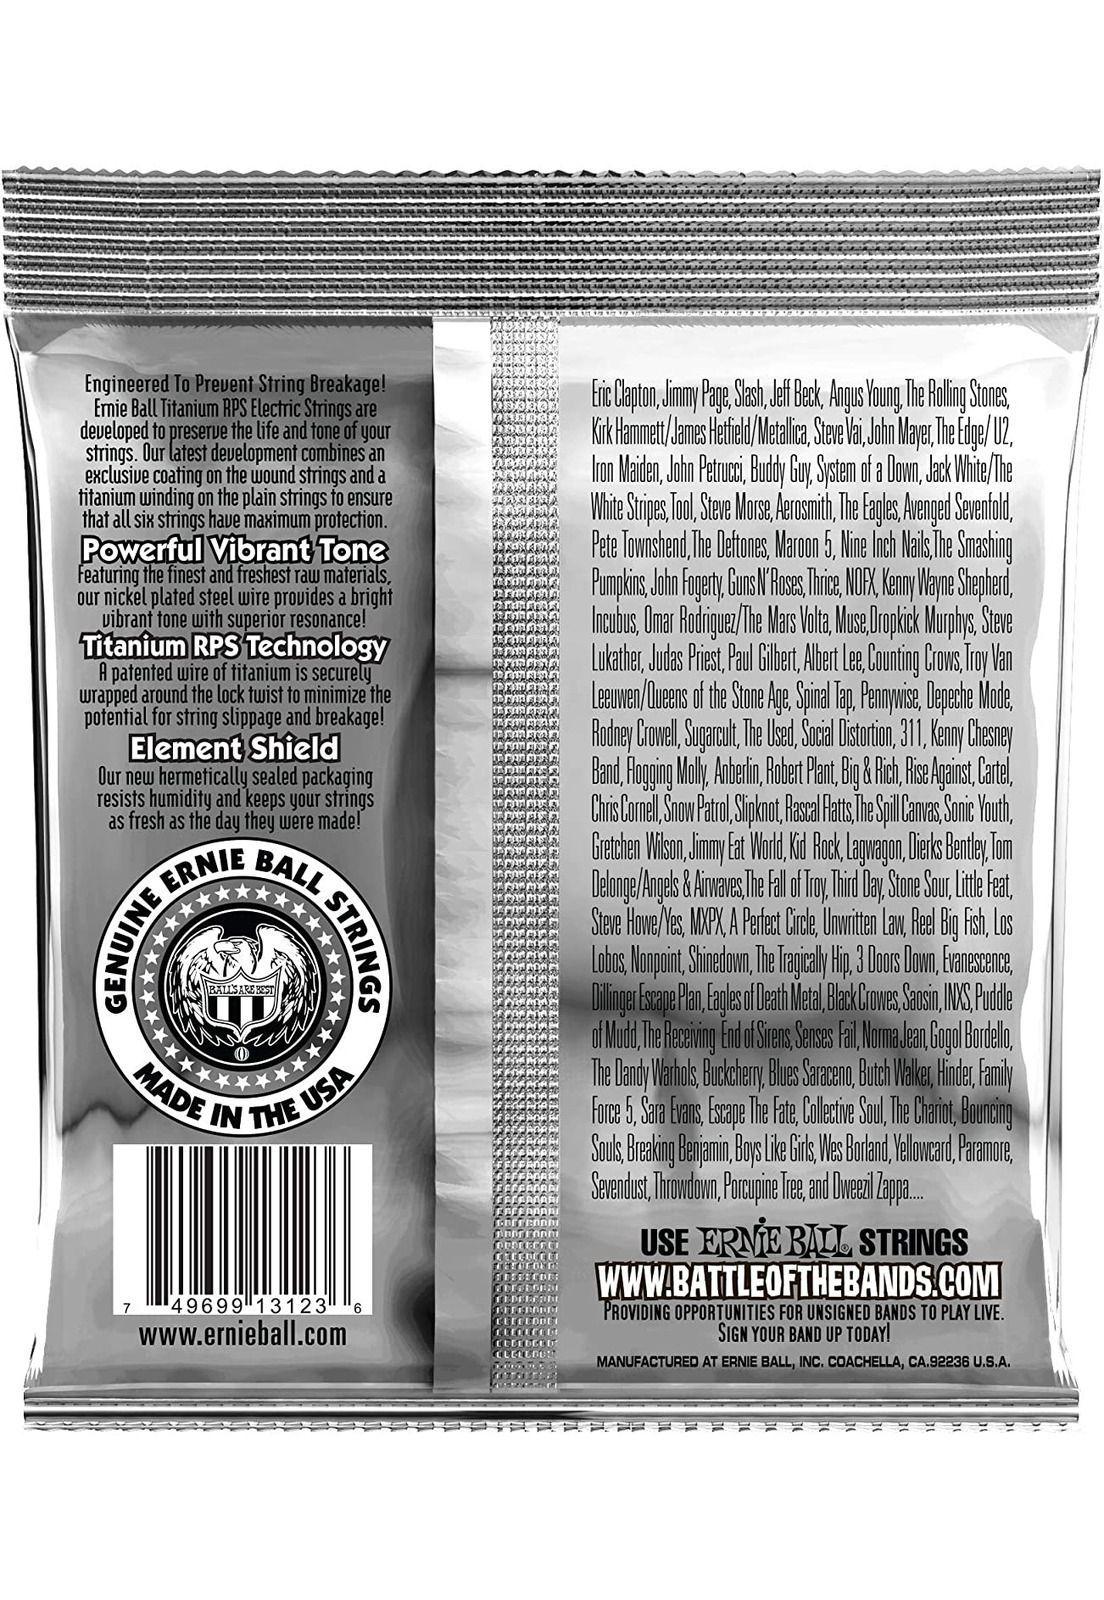 Engineered To Prevent String Breakage!
Ernie Ball Titanium RPS Electric Strings are
developed to preserve the life and tone of your
strings. Our latest development combines an
exclusive coating on the wound strings and a
titanium winding on the plain strings to ensure
that all six strings have maximum protection.
Powerful Vibrant Tone
Featuring the finest and freshest raw materials,
our nickel plated steel wire provides a bright
vibrant tone with superior resonance!
Titanium RPS Technology
A patented wire of titanium is securely
wrapped around the lock twist to minimize the
potential for string slippage and breakage!
Element Shield
Our new hermetically sealed packaging
resists humidity and keeps your strings
as fresh as the day they were made!
GENUINE ERNIE BALL STRINGS
BALL'S ARE BEST
MADE IN THE USA
7 49699 13123 6
www.ernieball.com
Eric Clapton, Jimmy Page, Slash, Jeff Beck, Angus Young, The Rolling Stones,
Kirk Hammett/James Hetfield/Metallica, Steve Vai, John Mayer, The Edge/ U2,
Iron Maiden, John Petrucci, Buddy Guy, System of a Down, Jack White/The
White Stripes, Tool, Steve Morse, Aerosmith, The Eagles, Avenged Sevenfold,
Pete Townshend, The Deftones, Maroon 5, Nine Inch Nails, The Smashing
Pumpkins, John Fogerty, Guns N' Roses, Thrice, NOFX, Kenny Wayne Shepherd,
Incubus, Omar Rodriguez/The Mars Volta, Muse, Dropkick Murphys, Steve
Lukather, Judas Priest, Paul Gilbert, Albert Lee, Counting Crows, Troy Van
Leeuwen/Queens of the Stone Age, Spinal Tap, Pennywise, Depeche Mode,
Rodney Crowell, Sugarcult, The Used, Social Distortion, 311, Kenny Chesney
Band, Flogging Molly, Anberlin, Robert Plant, Big & Rich, Rise Against, Cartel,
Chris Cornell, Snow Patrol, Slipknot, Rascal Flatts, The Spill Canvas, Sonic Youth,
Gretchen Wilson, Jimmy Eat World, Kid Rock, Lagwagon, Dierks Bentley, Tom
Delonge/Angels & Airwaves, The Fall of Troy, Third Day, Stone Sour, Little Feat,
Steve Howe/Yes, MXPX, A Perfect Circle, Unwritten Law, Reel Big Fish, Los
Lobos, Nonpoint, Shinedown, The Tragically Hip, 3 Doors Down, Evanescence,
Dillinger Escape Plan, Eagles of Death Metal, Black Crowes, Saosin, INXS, Puddle
of Mudd, The Receiving End of Sirens, Senses Fail, Norma Jean, Gogol Bordello,
The Dandy Warhols, Buckcherry, Blues Saraceno, Butch Walker, Hinder, Family
Force 5, Sara Evans, Escape The Fate, Collective Soul, The Chariot, Bouncing
Souls, Breaking Benjamin, Boys Like Girls, Wes Borland, Yellowcard, Paramore,
Sevendust, Throwdown, Porcupine Tree, and Dweezil Zappa....
USE ERNIE BALL® STRINGS
WWW.BATTLEOFTHEBANDS.COM
PROVIDING OPPORTUNITIES FOR UNSIGNED BANDS TO PLAY LIVE.
SIGN YOUR BAND UP TODAY!
MANUFACTURED AT ERNIE BALL, INC. COACHELLA, CA.92236 U.S.A.